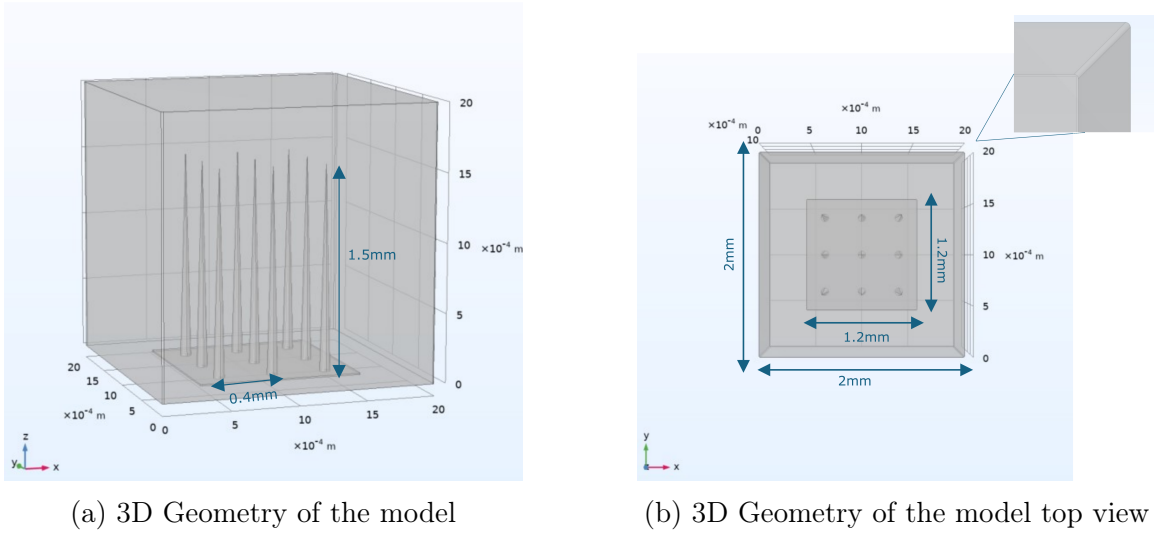 20
15
10
×10⁻⁴ m
5
0
1.5mm
0.4mm
20
15
10
5
0
×10⁻⁴ m
0
5
10
15
20
×10⁻⁴ m
z
y
x
(a) 3D Geometry of the model
×10⁻⁴ m
×10⁻⁴ m
10
0
5
10
15
20
20
15
10
×10⁻⁴ m
5
0
2mm
1.2mm
1.2mm
2mm
y
x
(b) 3D Geometry of the model top view